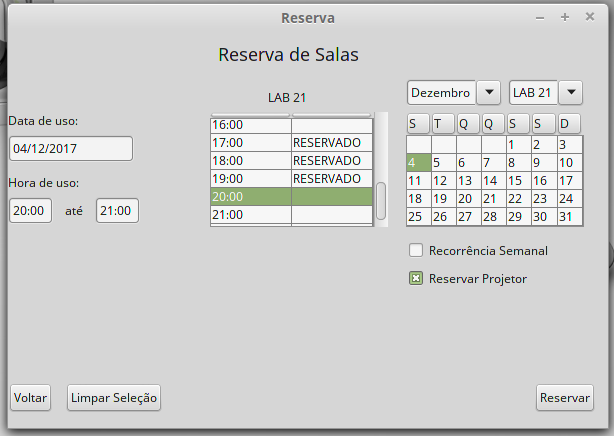 Reserva
Reserva de Salas
LAB 21
Dezembro
LAB 21
Data de uso:
04/12/2017
Hora de uso:
20:00 até 21:00
16:00
17:00 RESERVADO
18:00 RESERVADO
19:00 RESERVADO
20:00
21:00
S T Q Q S S D
1 2 3
4 5 6 7 8 9 10
11 12 13 14 15 16 17
18 19 20 21 22 23 24
25 26 27 28 29 30 31
Recorrência Semanal
Reservar Projetor
Voltar
Limpar Seleção
Reservar